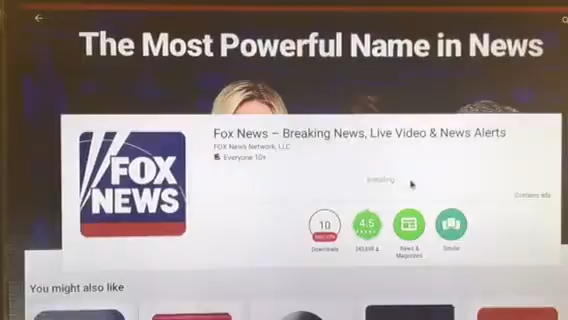 The Most Powerful Name in News
FOX
NEWS
Fox News – Breaking News, Live Video & News Alerts
FOX News Network, LLC
Everyone 10+
Installing
Contains ads
10
MILLION
4.5
Downloads
News &
Magazines
Similar
You might also like